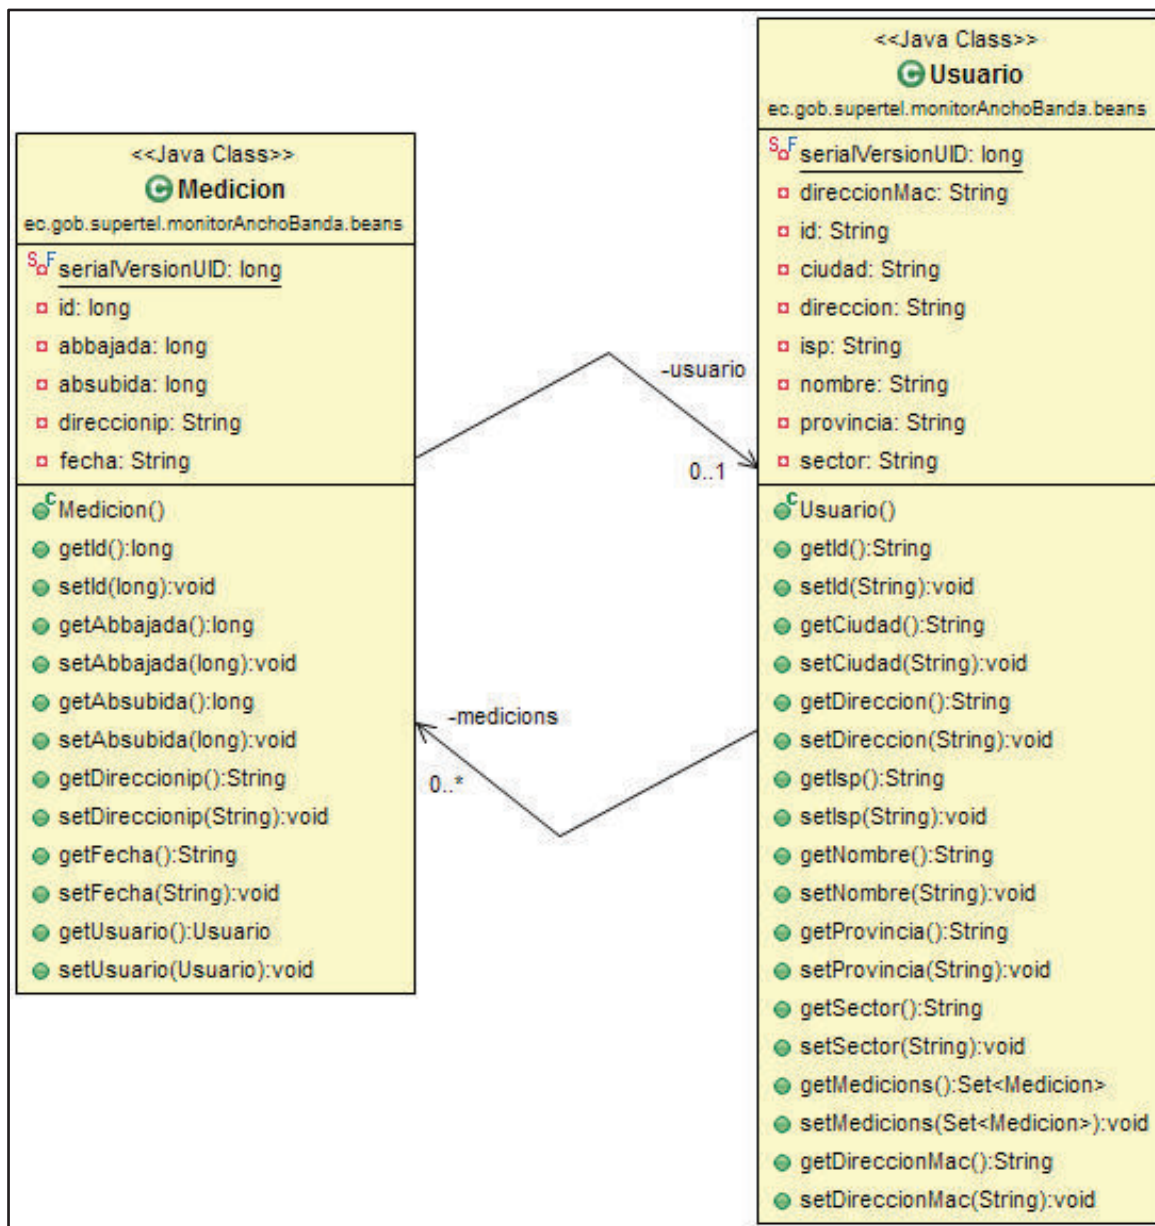 <<Java Class>>
Medicion
ec.gob.supertel.monitorAnchoBanda.beans
serialVersionUID: long
id: long
abbajada: long
absubida: long
direccionip: String
fecha: String
Medicion()
getId():long
setId(long):void
getAbbajada():long
setAbbajada(long):void
getAbsubida():long
setAbsubida(long):void
getDireccionip():String
setDireccionip(String):void
getFecha():String
setFecha(String):void
getUsuario():Usuario
setUsuario(Usuario):void
-usuario
0..1
-medicions
0..*
<<Java Class>>
Usuario
ec.gob.supertel.monitorAnchoBanda.beans
serialVersionUID: long
direccionMac: String
id: String
ciudad: String
direccion: String
isp: String
nombre: String
provincia: String
sector: String
Usuario()
getId():String
setId(String):void
getCiudad():String
setCiudad(String):void
getDireccion():String
setDireccion(String):void
getIsp():String
setIsp(String):void
getNombre():String
setNombre(String):void
getProvincia():String
setProvincia(String):void
getSector():String
setSector(String):void
getMedicions():Set<Medicion>
setMedicions(Set<Medicion>):void
getDireccionMac():String
setDireccionMac(String):void